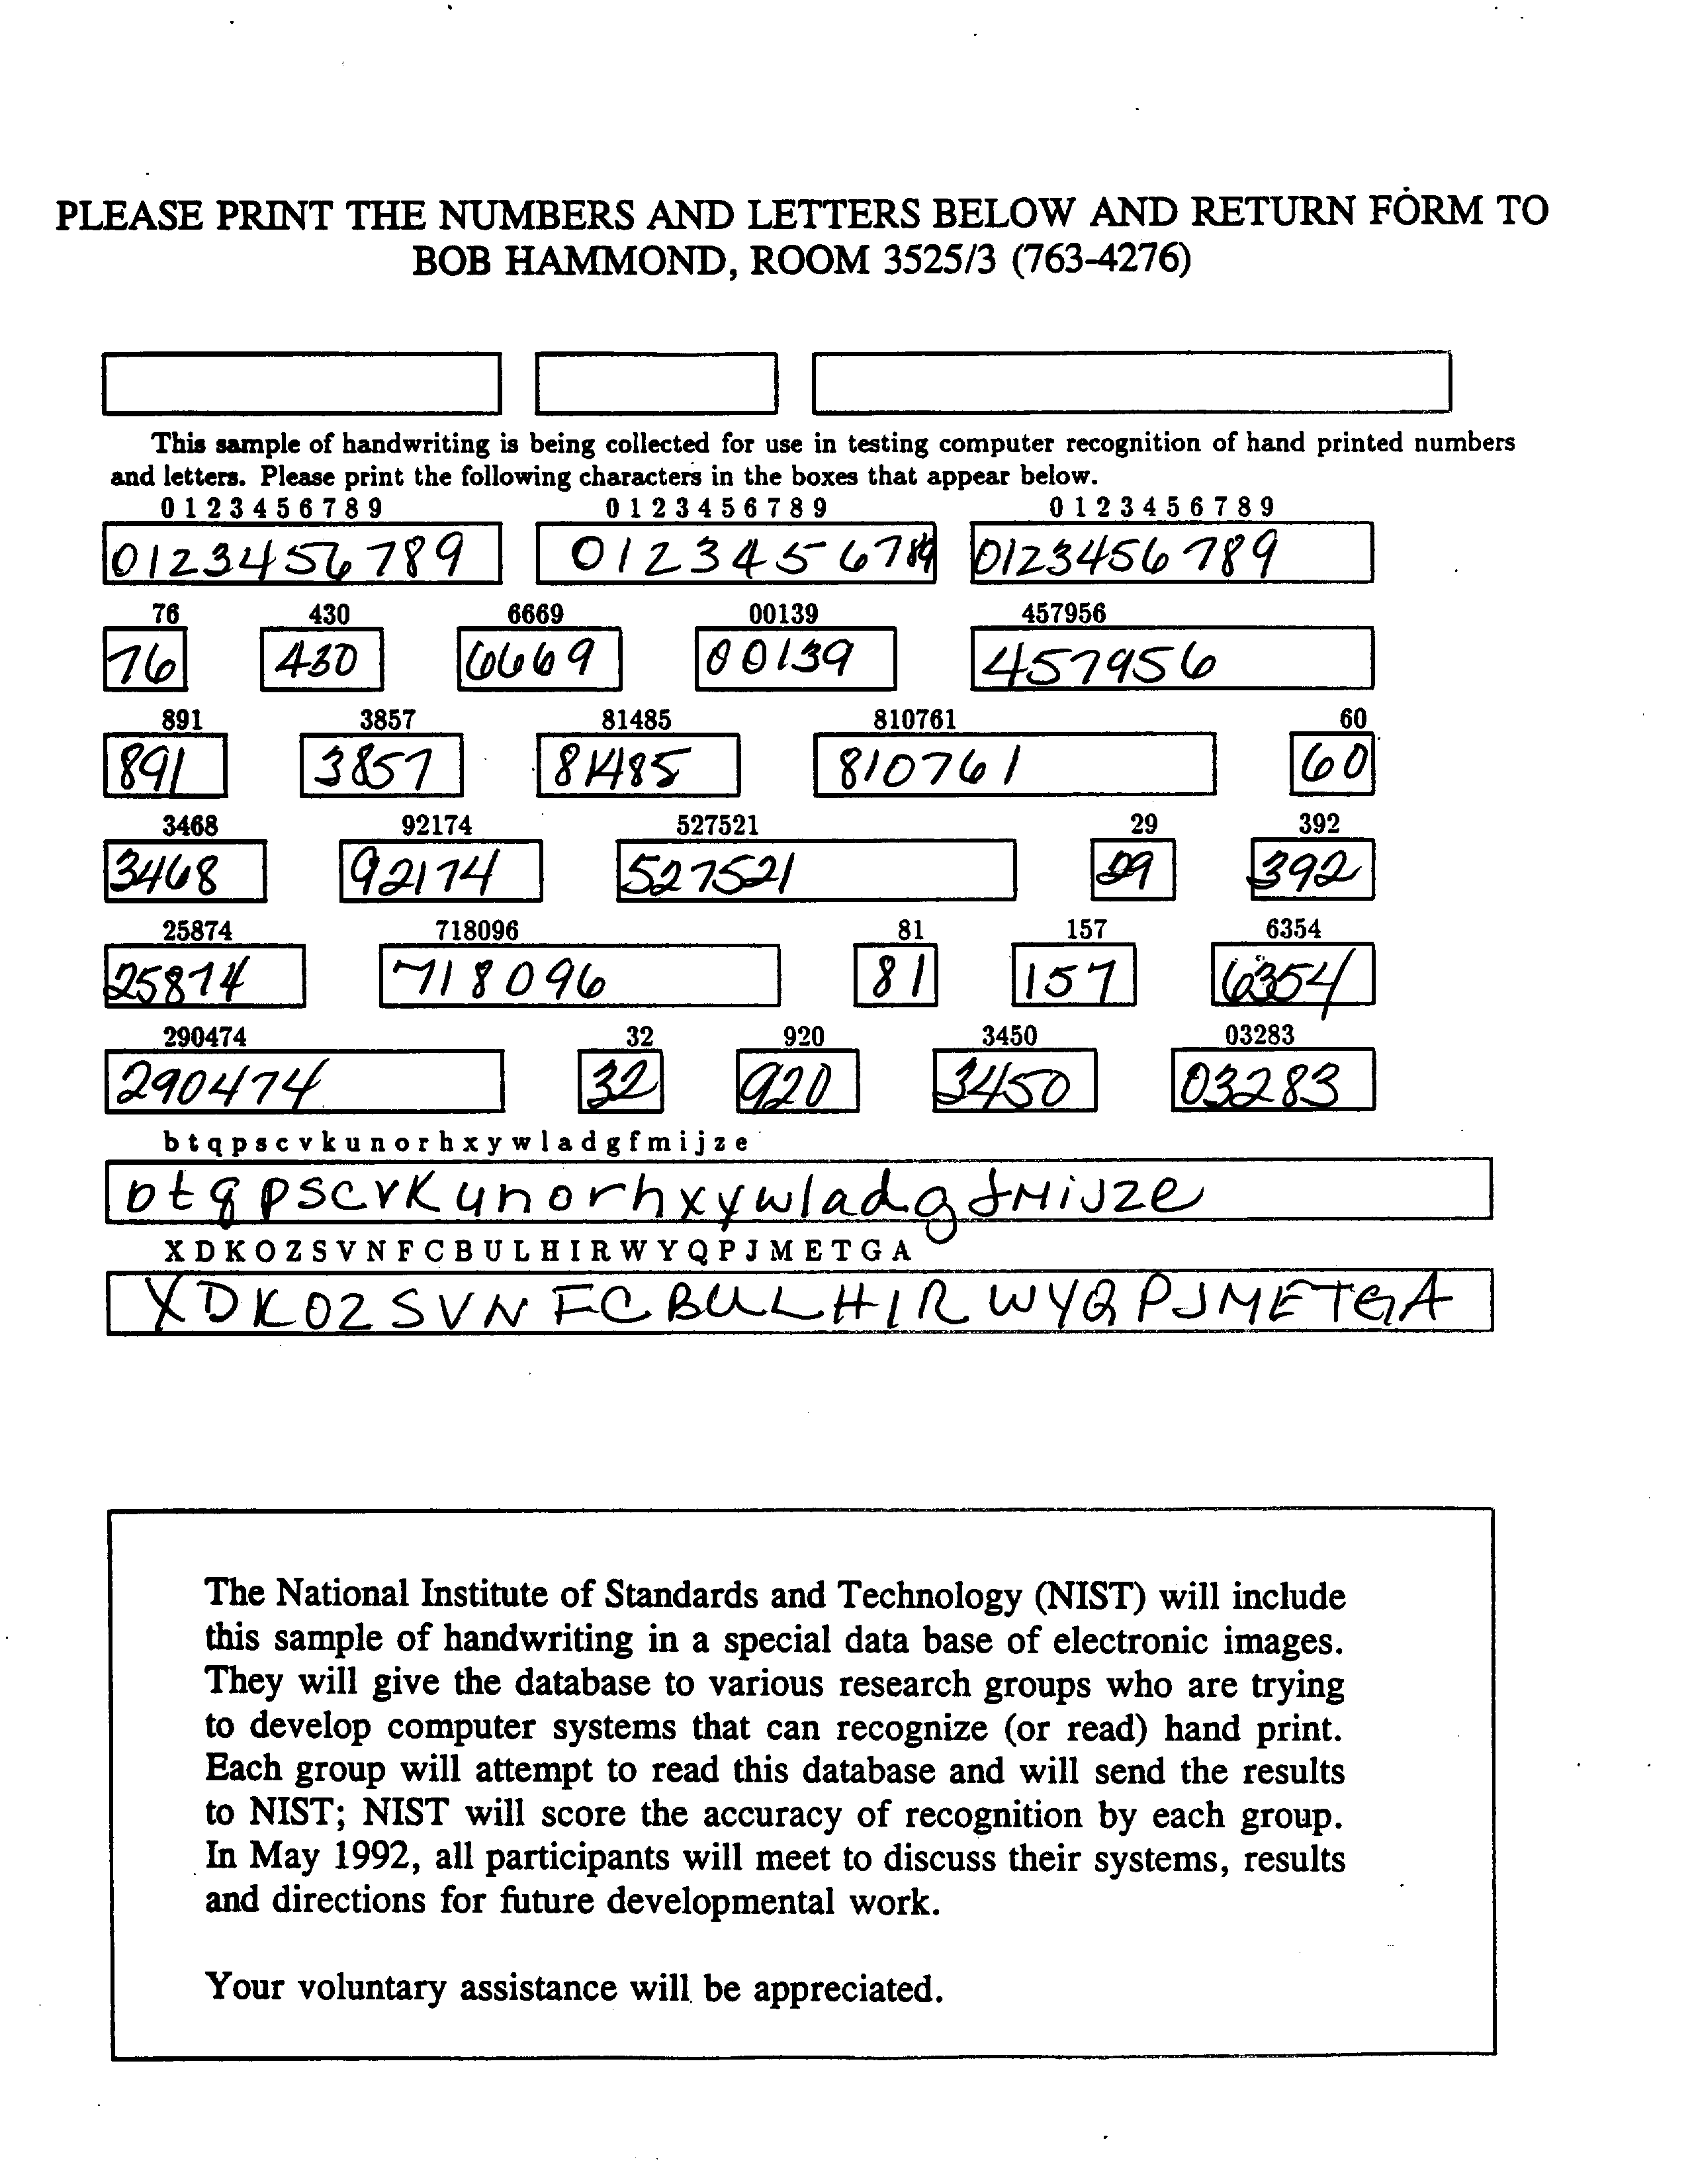 PLEASE PRINT THE NUMBERS AND LETTERS BELOW AND RETURN FORM TO
BOB HAMMOND, ROOM 3525/3 (763-4276)
This sample of handwriting is being collected for use in testing computer recognition of hand printed numbers
and letters. Please print the following characters in the boxes that appear below.
0 1 2 3 4 5 6 7 8 9 0 1 2 3 4 5 6 7 8 9 0 1 2 3 4 5 6 7 8 9
0123456789 0123456789 0123456789
76 430 6669 00139 457956
76 430 6669 00139 457956
891 3857 81485 810761 60
891 3857 81485 810761 60
3468 92174 527521 29 392
3468 92174 527521 29 392
25874 718096 81 157 6354
25874 718096 81 157 6354
290474 32 920 3450 03283
290474 32 920 3450 03283
b t q p s c v k u n o r h x y w l a d g f m i j z e
btqpscvKunorhxywladgfMiJze
X D K O Z S V N F C B U L H I R W Y Q P J M E T G A
XDKOZSVNFCBULHIRWYQPJMETGA
The National Institute of Standards and Technology (NIST) will include
this sample of handwriting in a special data base of electronic images.
They will give the database to various research groups who are trying
to develop computer systems that can recognize (or read) hand print.
Each group will attempt to read this database and will send the results
to NIST; NIST will score the accuracy of recognition by each group.
In May 1992, all participants will meet to discuss their systems, results
and directions for future developmental work.
Your voluntary assistance will be appreciated.